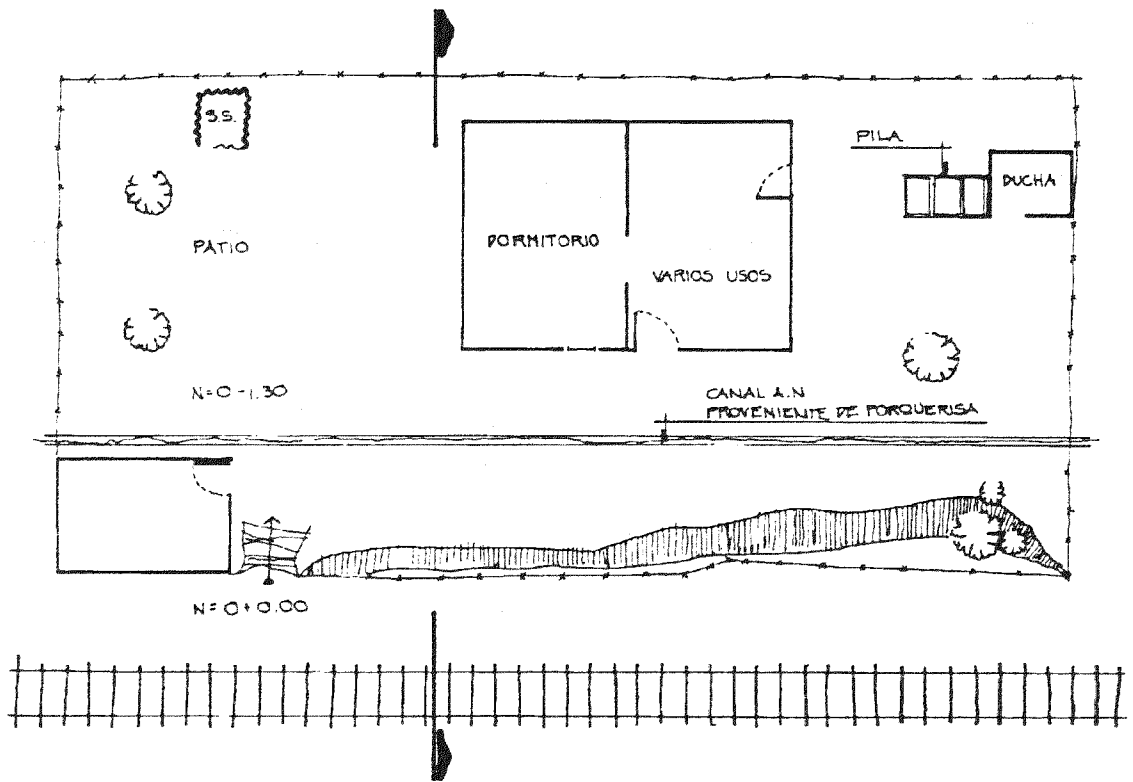 S.S.
PILA
DUCHA
PATIO
DORMITORIO
VARIOS USOS
N=0-1.30
CANAL A.N
PROVENIENTE DE PORQUERISA
N=0+0.00